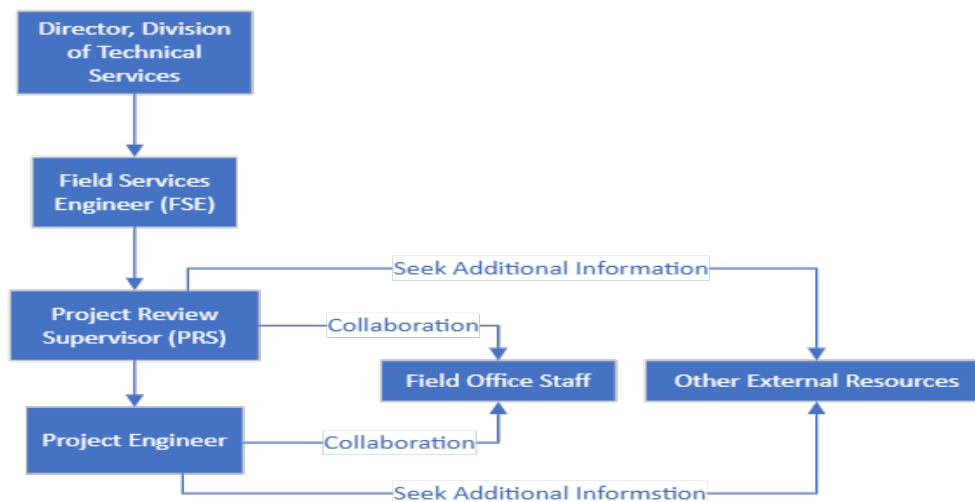 Director, Division
of Technical
Services
Field Services
Engineer (FSE)
Seek Additional Information
Project Review
Supervisor (PRS)
Collaboration
Field Office Staff
Other External Resources
Project Engineer
Collaboration
Seek Additional Informstion